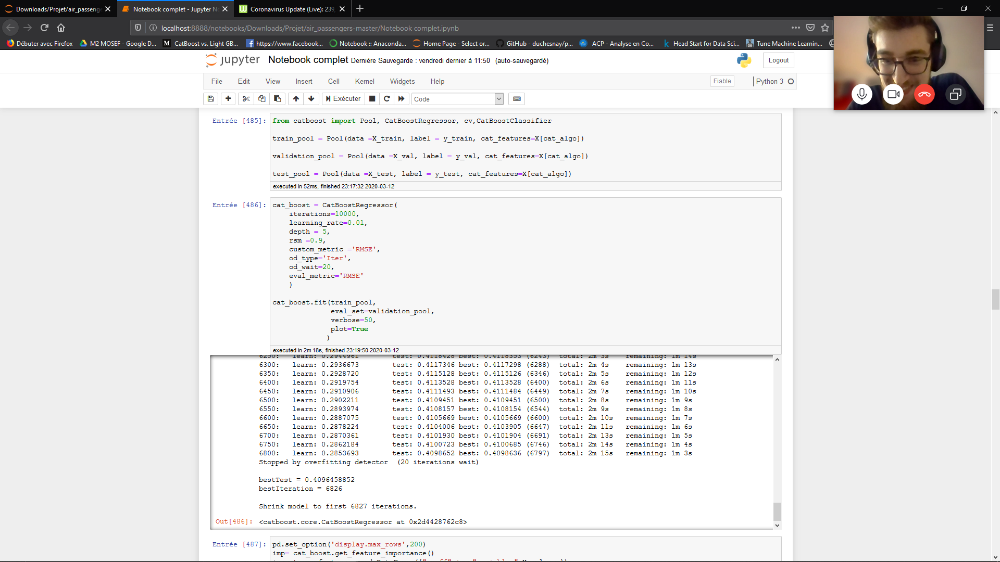 Downloads/Projet/air_passenge
Notebook complet - Jupyter N
Coronavirus Update (Live): 239,
localhost:8888/notebooks/Downloads/Projet/air_passengers-master/Notebook complet.ipynb
Débuter avec Firefox
M2 MOSEF - Google D...
CatBoost vs. Light GB...
https://www.facebook...
Notebook :: Anaconda...
Home Page - Select or...
GitHub - duchesnay/p...
ACP - Analyse en Co...
Head Start for Data Sci...
Tune Machine Learnin...
jupyter Notebook complet Dernière Sauvegarde : vendredi dernier à 11:50 (auto-sauvegardé)
Logout
File Edit View Insert Cell Kernel Widgets Help
Fiable
Python 3
Exécuter
Code
Entrée [485]: from catboost import Pool, CatBoostRegressor, cv,CatBoostClassifier
train_pool = Pool(data =X_train, label = y_train, cat_features=X[cat_algo])
validation_pool = Pool(data =X_val, label = y_val, cat_features=X[cat_algo])
test_pool = Pool(data =X_test, label = y_test, cat_features=X[cat_algo])
executed in 52ms, finished 23:17:32 2020-03-12
Entrée [486]: cat_boost = CatBoostRegressor(
iterations=10000,
learning_rate=0.01,
depth = 5,
rsm =0.9,
custom_metric ='RMSE',
od_type='Iter',
od_wait=20,
eval_metric='RMSE'
)
cat_boost.fit(train_pool,
eval_set=validation_pool,
verbose=50,
plot=True
)
executed in 2m 18s, finished 23:19:50 2020-03-12
6250: learn: 0.2944961 test: 0.4118428 best: 0.4118353 (6243) total: 2m 3s remaining: 1m 14s
6300: learn: 0.2936673 test: 0.4117346 best: 0.4117298 (6288) total: 2m 4s remaining: 1m 13s
6350: learn: 0.2928720 test: 0.4115128 best: 0.4115126 (6346) total: 2m 5s remaining: 1m 12s
6400: learn: 0.2919754 test: 0.4113528 best: 0.4113528 (6400) total: 2m 6s remaining: 1m 11s
6450: learn: 0.2910906 test: 0.4111493 best: 0.4111484 (6449) total: 2m 7s remaining: 1m 10s
6500: learn: 0.2902211 test: 0.4109451 best: 0.4109451 (6500) total: 2m 8s remaining: 1m 9s
6550: learn: 0.2893974 test: 0.4108157 best: 0.4108154 (6544) total: 2m 9s remaining: 1m 8s
6600: learn: 0.2887075 test: 0.4105669 best: 0.4105669 (6600) total: 2m 10s remaining: 1m 7s
6650: learn: 0.2878224 test: 0.4104006 best: 0.4103905 (6647) total: 2m 11s remaining: 1m 6s
6700: learn: 0.2870361 test: 0.4101930 best: 0.4101904 (6691) total: 2m 13s remaining: 1m 5s
6750: learn: 0.2862184 test: 0.4100723 best: 0.4100685 (6746) total: 2m 14s remaining: 1m 4s
6800: learn: 0.2853693 test: 0.4098652 best: 0.4098636 (6797) total: 2m 15s remaining: 1m 3s
Stopped by overfitting detector (20 iterations wait)
bestTest = 0.4096458852
bestIteration = 6826
Shrink model to first 6827 iterations.
Out[486]: <catboost.core.CatBoostRegressor at 0x2d4428762c8>
Entrée [487]: pd.set_option('display.max_rows',200)
imp= cat_boost.get_feature_importance()